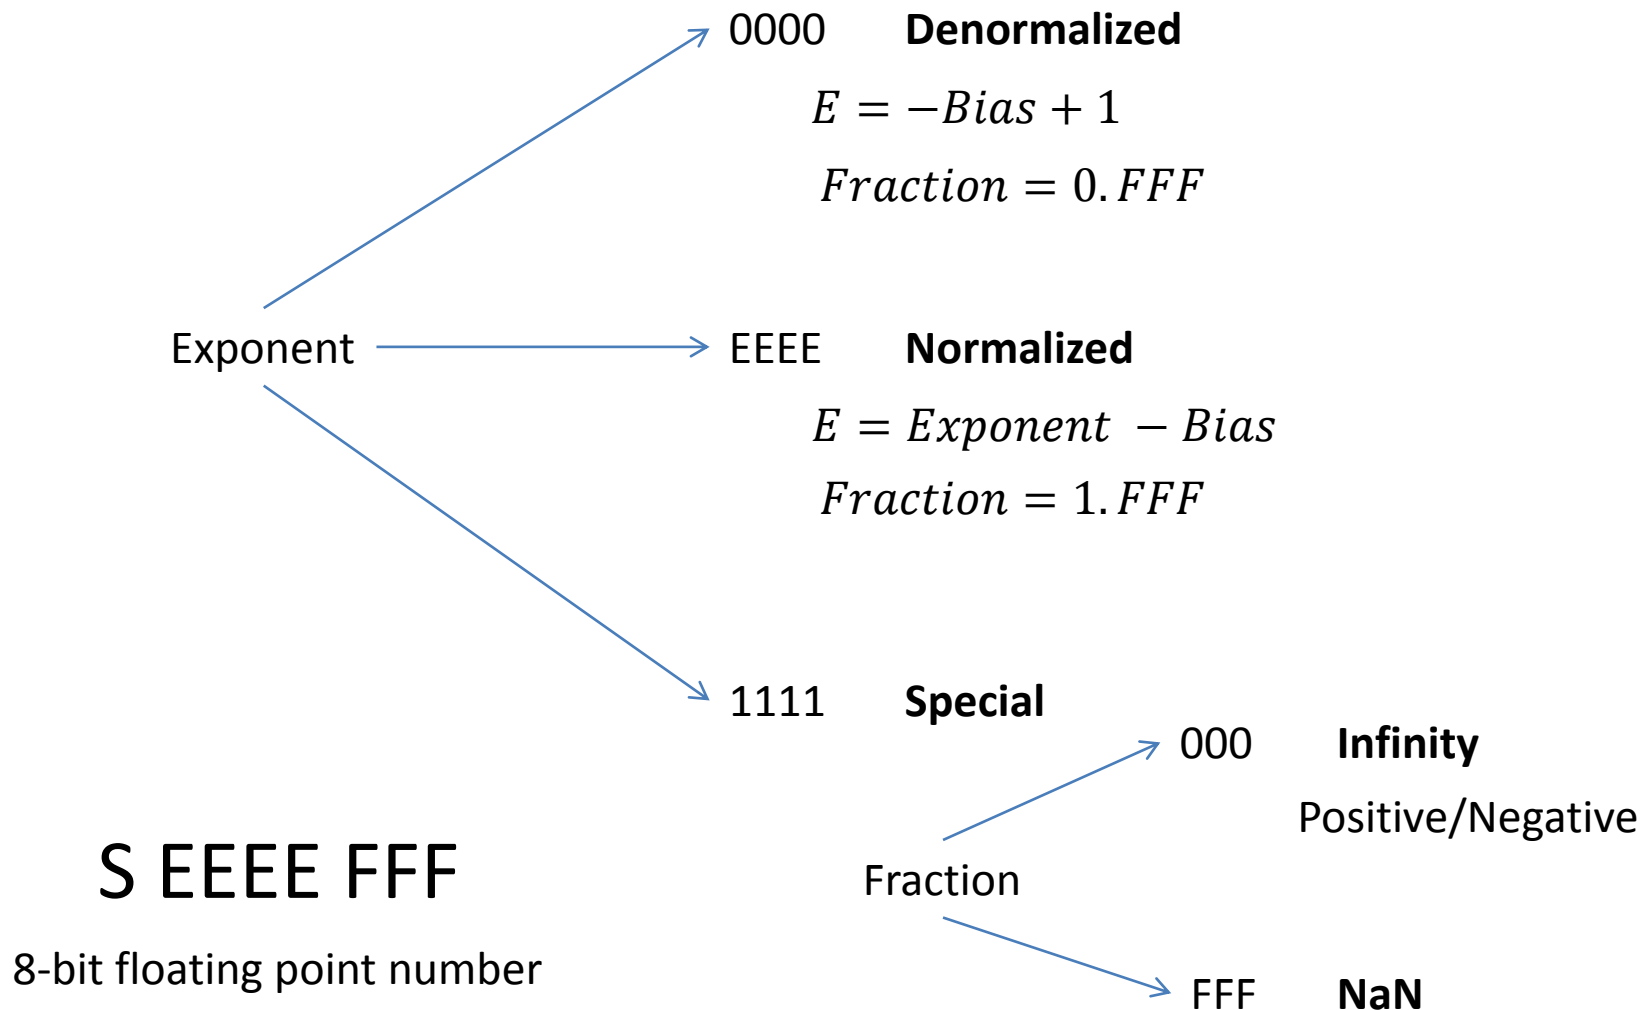 0000 Denormalized
E = −Bias + 1
Fraction = 0. FFF
Exponent
EEEE Normalized
E = Exponent − Bias
Fraction = 1. FFF
1111 Special
000 Infinity
Positive/Negative
S EEEE FFF
Fraction
8-bit floating point number
FFF NaN